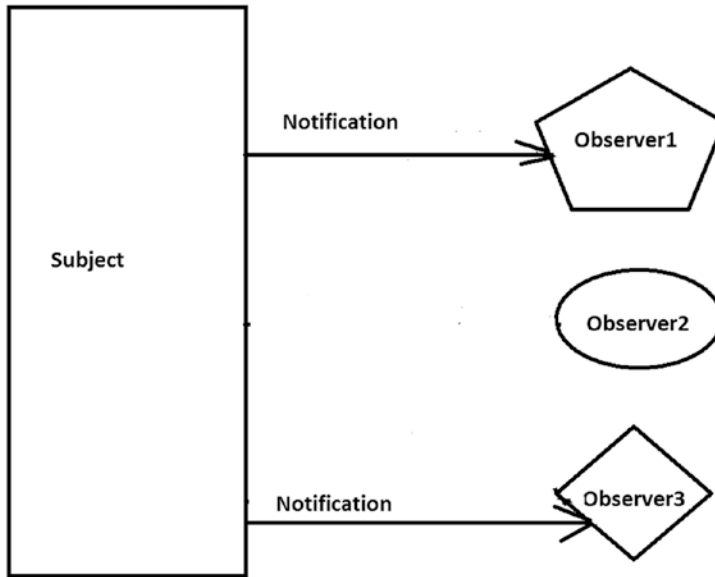 Notification
Observer1
Subject
Observer2
Notification
Observer3